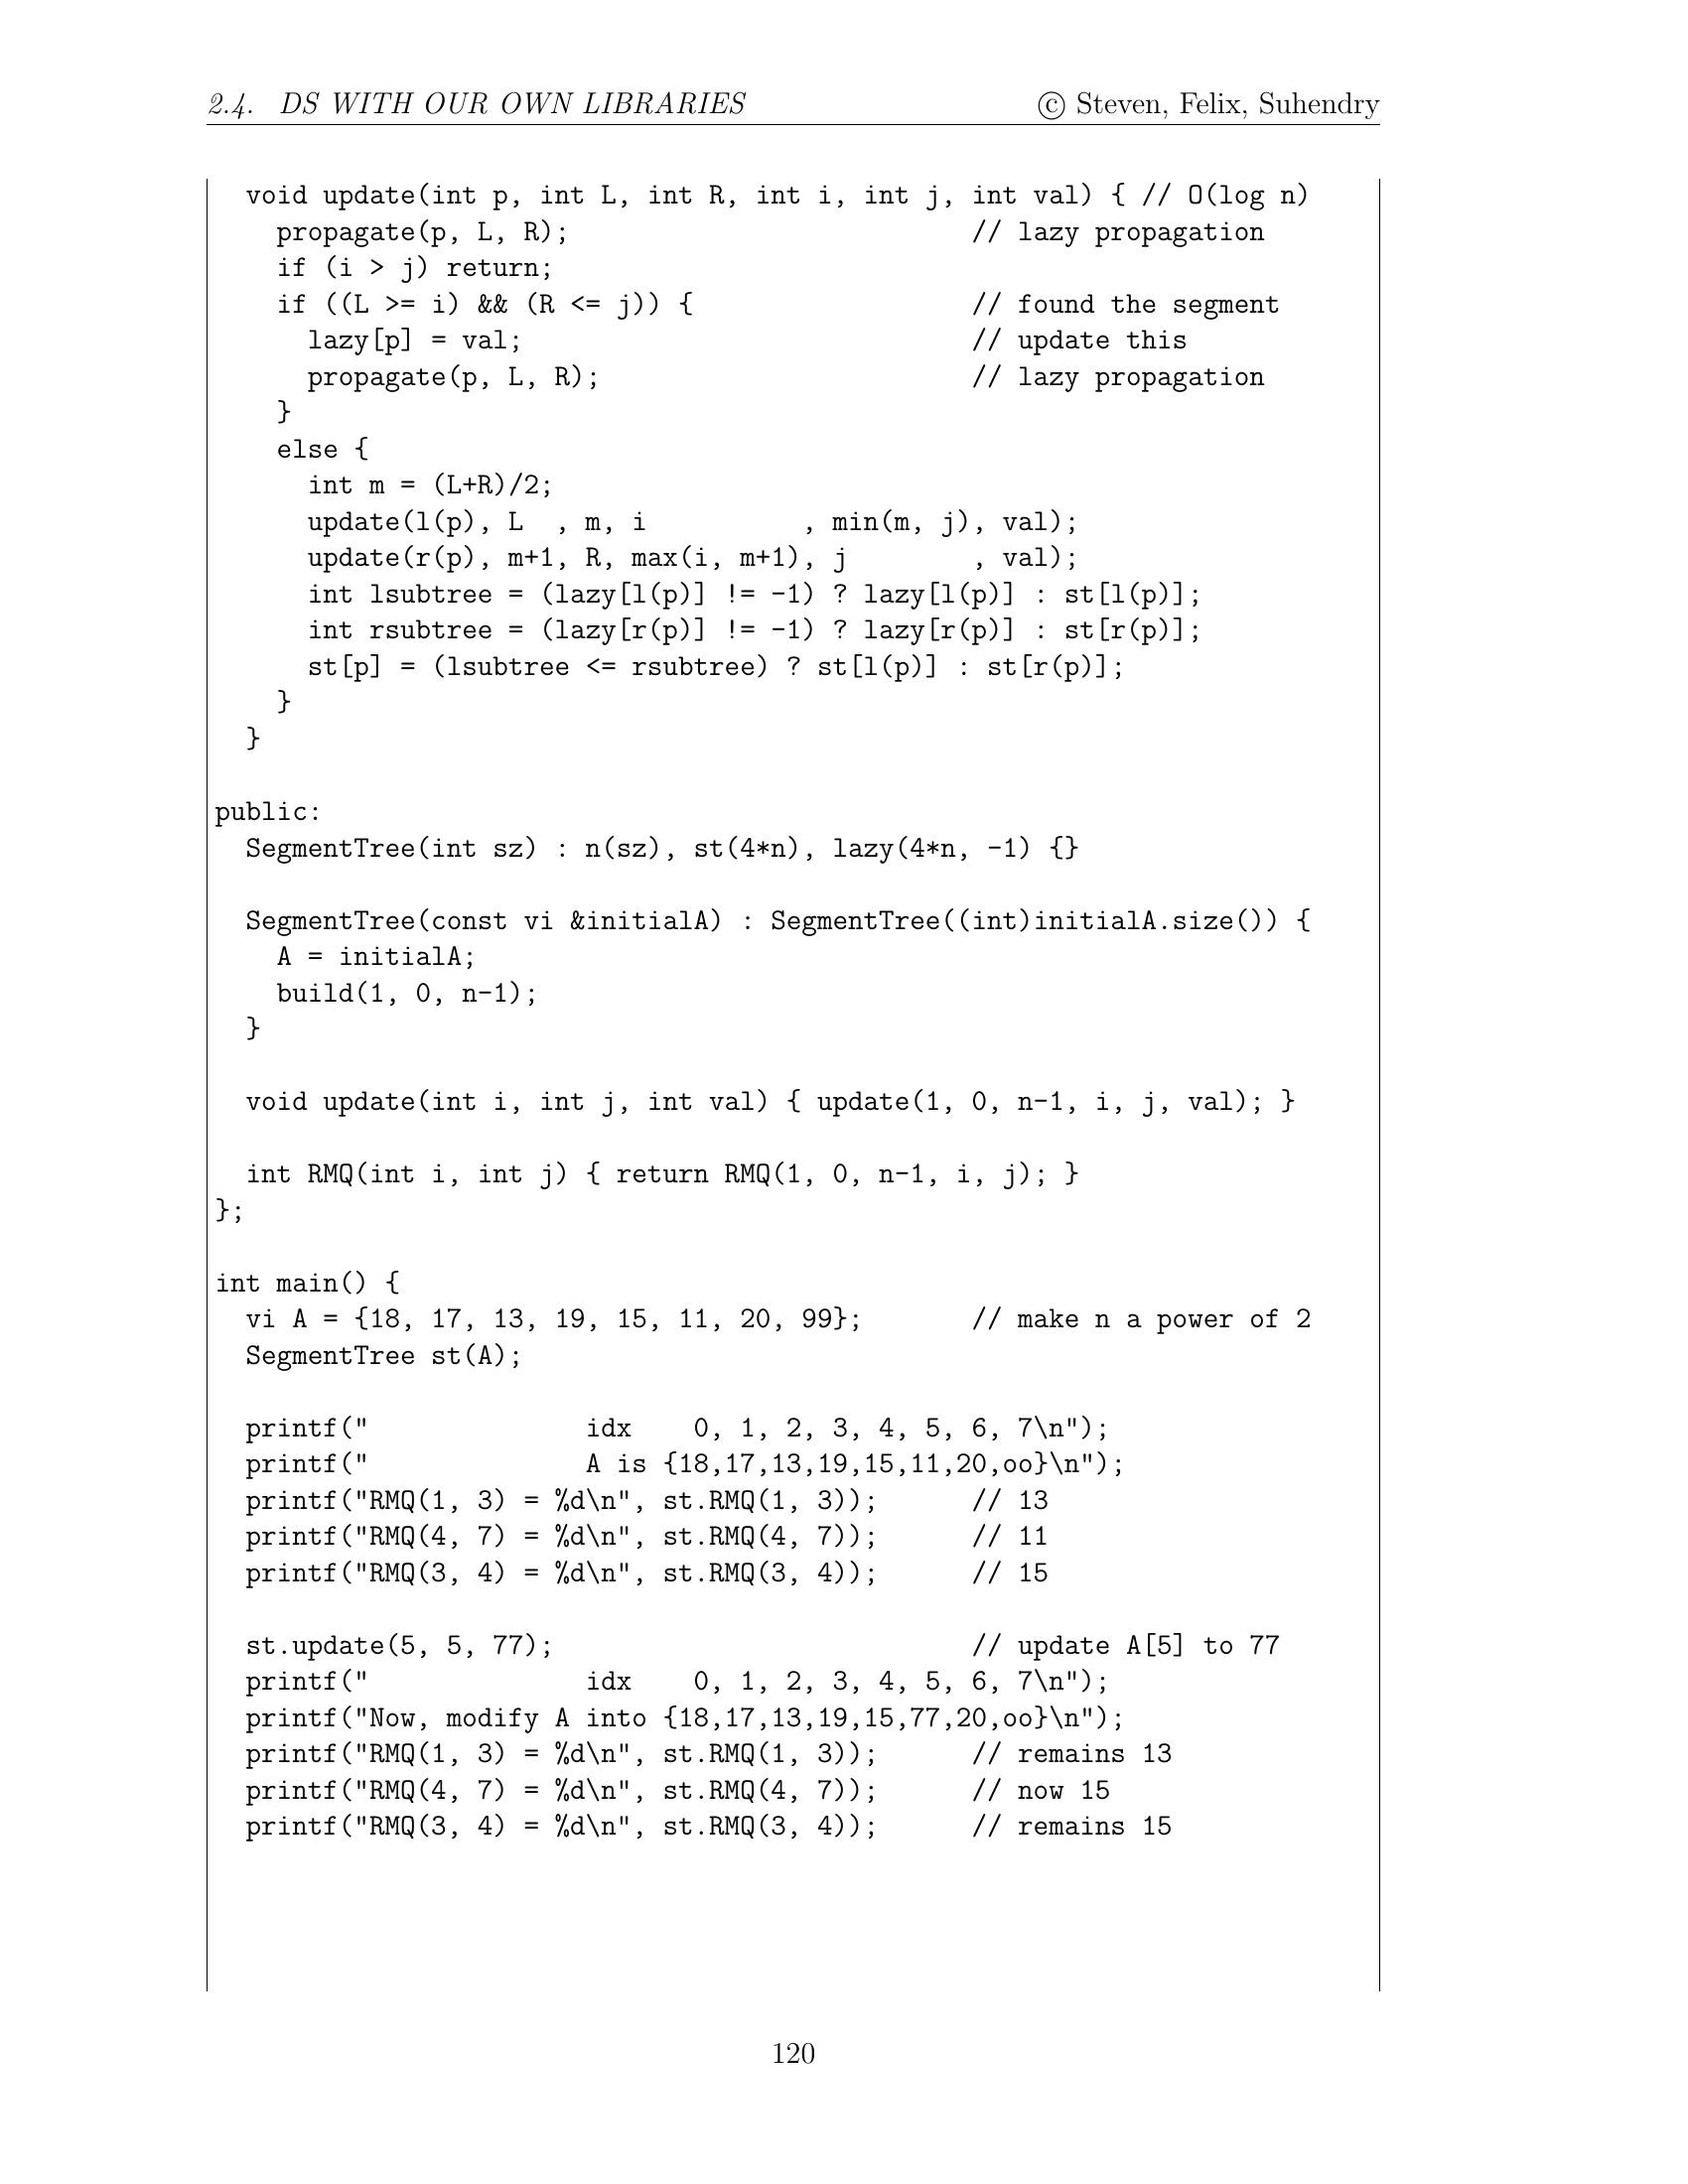 2.4. DS WITH OUR OWN LIBRARIES © Steven, Felix, Suhendry
  void update(int p, int L, int R, int i, int j, int val) { // O(log n)
    propagate(p, L, R);                          // lazy propagation
    if (i > j) return;
    if ((L >= i) && (R <= j)) {                  // found the segment
      lazy[p] = val;                             // update this
      propagate(p, L, R);                        // lazy propagation
    }
    else {
      int m = (L+R)/2;
      update(l(p), L  , m, i          , min(m, j), val);
      update(r(p), m+1, R, max(i, m+1), j        , val);
      int lsubtree = (lazy[l(p)] != -1) ? lazy[l(p)] : st[l(p)];
      int rsubtree = (lazy[r(p)] != -1) ? lazy[r(p)] : st[r(p)];
      st[p] = (lsubtree <= rsubtree) ? st[l(p)] : st[r(p)];
    }
  }
public:
  SegmentTree(int sz) : n(sz), st(4*n), lazy(4*n, -1) {}
  SegmentTree(const vi &initialA) : SegmentTree((int)initialA.size()) {
    A = initialA;
    build(1, 0, n-1);
  }
  void update(int i, int j, int val) { update(1, 0, n-1, i, j, val); }
  int RMQ(int i, int j) { return RMQ(1, 0, n-1, i, j); }
};
int main() {
  vi A = {18, 17, 13, 19, 15, 11, 20, 99};       // make n a power of 2
  SegmentTree st(A);
  printf("              idx    0, 1, 2, 3, 4, 5, 6, 7\n");
  printf("              A is {18,17,13,19,15,11,20,oo}\n");
  printf("RMQ(1, 3) = %d\n", st.RMQ(1, 3));      // 13
  printf("RMQ(4, 7) = %d\n", st.RMQ(4, 7));      // 11
  printf("RMQ(3, 4) = %d\n", st.RMQ(3, 4));      // 15
  st.update(5, 5, 77);                           // update A[5] to 77
  printf("              idx    0, 1, 2, 3, 4, 5, 6, 7\n");
  printf("Now, modify A into {18,17,13,19,15,77,20,oo}\n");
  printf("RMQ(1, 3) = %d\n", st.RMQ(1, 3));      // remains 13
  printf("RMQ(4, 7) = %d\n", st.RMQ(4, 7));      // now 15
  printf("RMQ(3, 4) = %d\n", st.RMQ(3, 4));      // remains 15
120